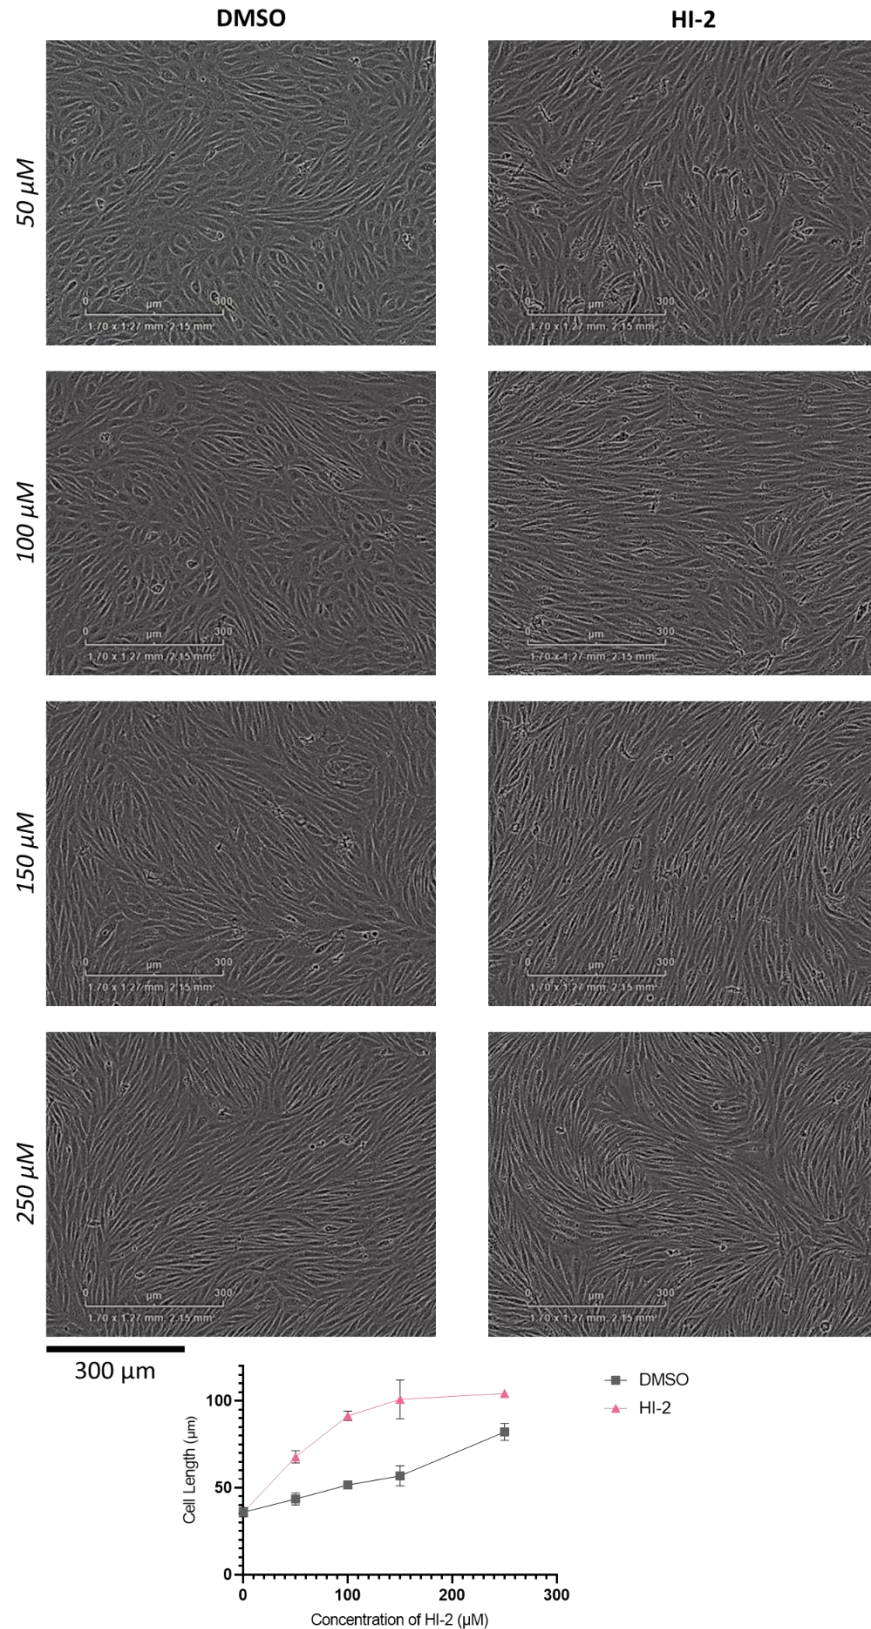 DMSO HI-2
50 µM
0 µm 300
1.70 x 1.27 mm, 2.15 mm²
0 µm 300
1.70 x 1.27 mm, 2.15 mm²
100 µM
0 µm 300
1.70 x 1.27 mm, 2.15 mm²
0 µm 300
1.70 x 1.27 mm, 2.15 mm²
150 µM
0 µm 300
1.70 x 1.27 mm, 2.15 mm²
0 µm 300
1.70 x 1.27 mm, 2.15 mm²
250 µM
0 µm 300
1.70 x 1.27 mm, 2.15 mm²
0 µm 300
1.70 x 1.27 mm, 2.15 mm²
300 µm
Cell Length (µm)
100
50
0
0 100 200 300
Concentration of HI-2 (µM)
DMSO
HI-2